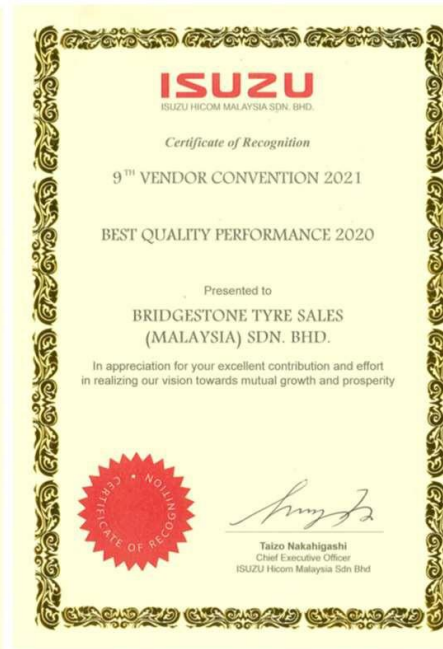 ISUZU
ISUZU HICOM MALAYSIA SDN. BHD.
Certificate of Recognition
9TH VENDOR CONVENTION 2021
BEST QUALITY PERFORMANCE 2020
Presented to
BRIDGESTONE TYRE SALES
(MALAYSIA) SDN. BHD.
In appreciation for your excellent contribution and effort
in realizing our vision towards mutual growth and prosperity
CERTIFICATE OF RECOGNITION
Taizo Nakahigashi
Chief Executive Officer
ISUZU Hicom Malaysia Sdn Bhd